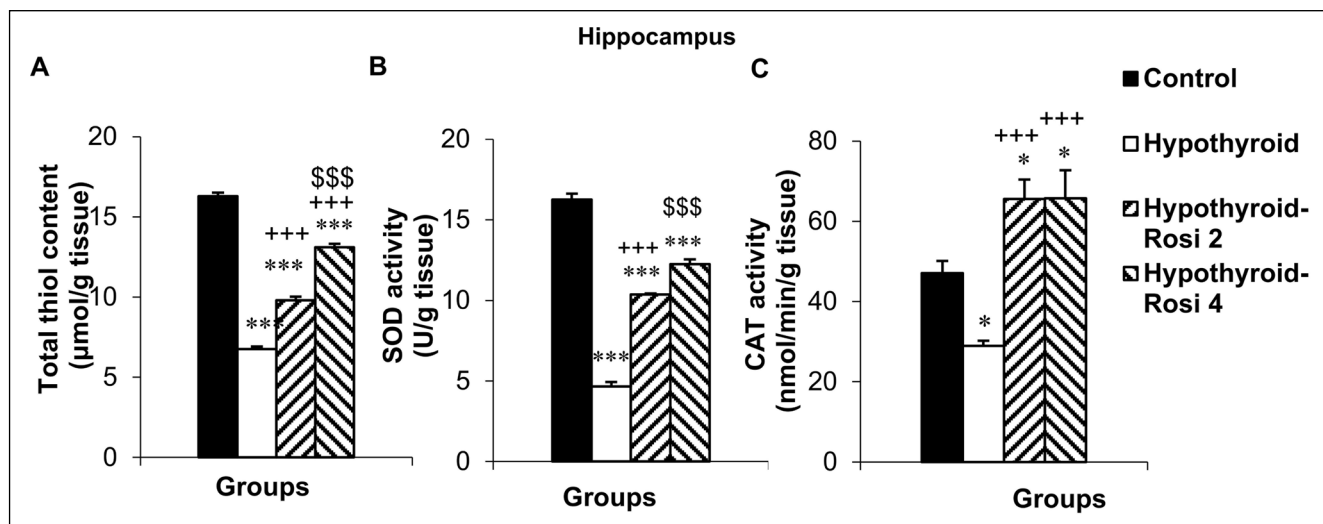 Hippocampus
A
Total thiol content
(µmol/g tissue)
20
15
10
5
0
***
+++
***
$$$
+++
***
Groups
B
SOD activity
(U/g tissue)
20
15
10
5
0
***
+++
***
$$$
***
Groups
C
CAT activity
(nmol/min/g tissue)
80
60
40
20
0
*
+++
*
+++
*
Groups
Control
Hypothyroid
Hypothyroid-
Rosi 2
Hypothyroid-
Rosi 4